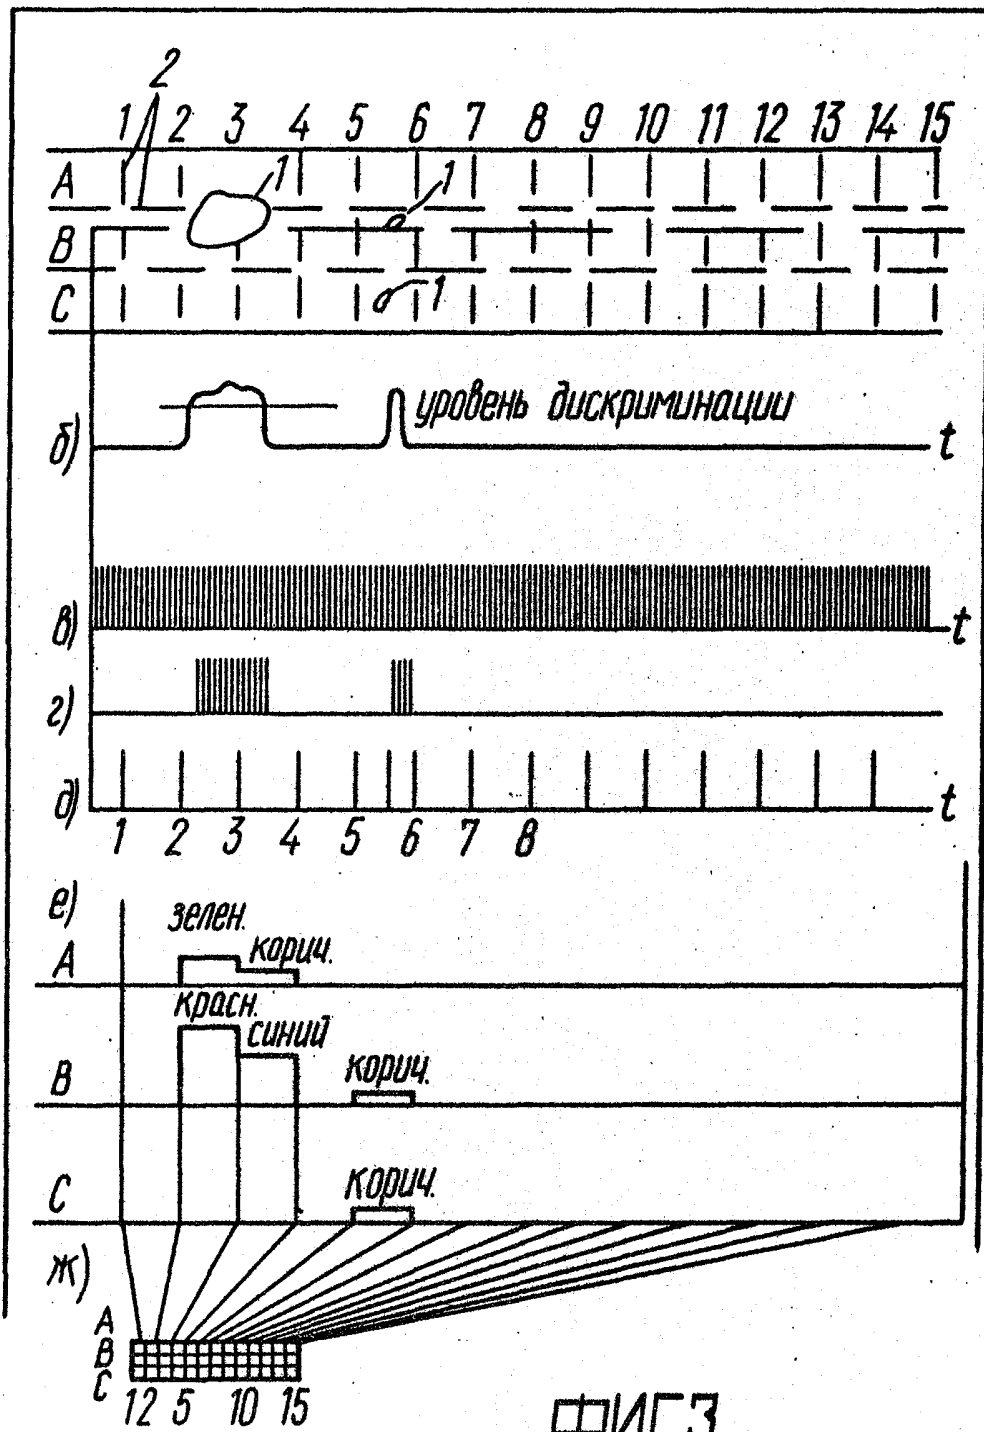 2
1 2 3 4 5 6 7 8 9 10 11 12 13 14 15
A 1 1
B
C 1
уровень дискриминации
б) t
в) t
г)
д) t
1 2 3 4 5 6 7 8
е)
зелен.
A корич.
красн.
синий
B корич.
C корич.
ж)
A
B
C
12 5 10 15
ФИГ.3